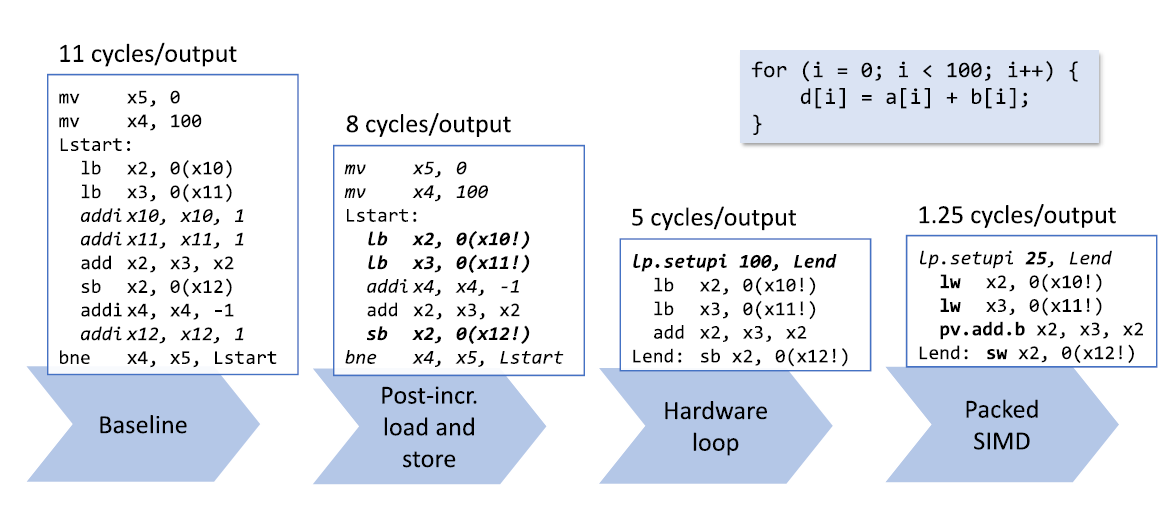 11 cycles/output
mv x5, 0
mv x4, 100
Lstart:
lb x2, 0(x10)
lb x3, 0(x11)
addi x10, x10, 1
addi x11, x11, 1
add x2, x3, x2
sb x2, 0(x12)
addi x4, x4, -1
addi x12, x12, 1
bne x4, x5, Lstart
Baseline
8 cycles/output
mv x5, 0
mv x4, 100
Lstart:
lb x2, 0(x10!)
lb x3, 0(x11!)
addi x4, x4, -1
add x2, x3, x2
sb x2, 0(x12!)
bne x4, x5, Lstart
Post-incr.
load and
store
for (i = 0; i < 100; i++) {
d[i] = a[i] + b[i];
}
5 cycles/output
lp.setupi 100, Lend
lb x2, 0(x10!)
lb x3, 0(x11!)
add x2, x3, x2
Lend: sb x2, 0(x12!)
Hardware
loop
1.25 cycles/output
lp.setupi 25, Lend
lw x2, 0(x10!)
lw x3, 0(x11!)
pv.add.b x2, x3, x2
Lend: sw x2, 0(x12!)
Packed
SIMD